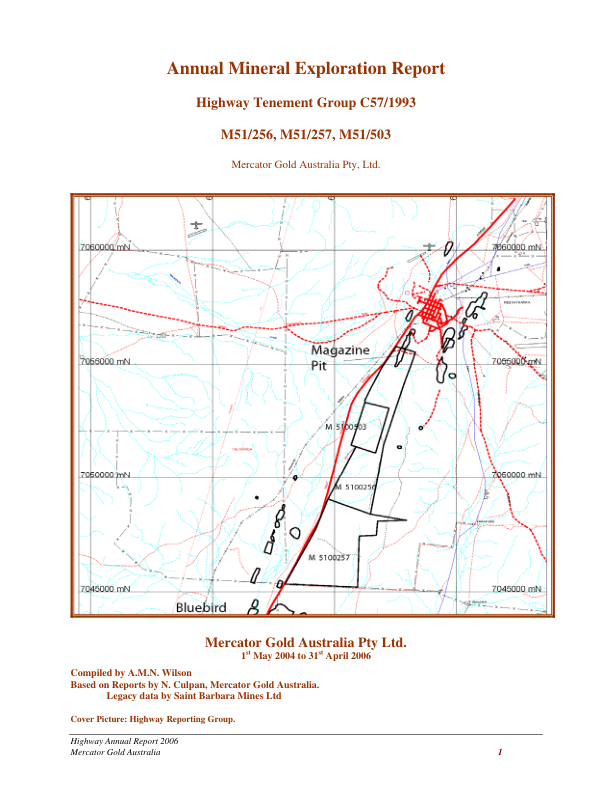 Annual Mineral Exploration Report
Highway Tenement Group C57/1993
M51/256, M51/257, M51/503
Mercator Gold Australia Pty, Ltd.
7060000 mN
7060000 mN
Magazine
Pit
7055000 mN
7055000 mN
M 5100503
7050000 mN
7050000 mN
M 5100256
M 5100257
7045000 mN
7045000 mN
Bluebird
Mercator Gold Australia Pty Ltd.
1st May 2004 to 31st April 2006
Compiled by A.M.N. Wilson
Based on Reports by N. Culpan, Mercator Gold Australia.
Legacy data by Saint Barbara Mines Ltd
Cover Picture: Highway Reporting Group.
Highway Annual Report 2006
Mercator Gold Australia 1